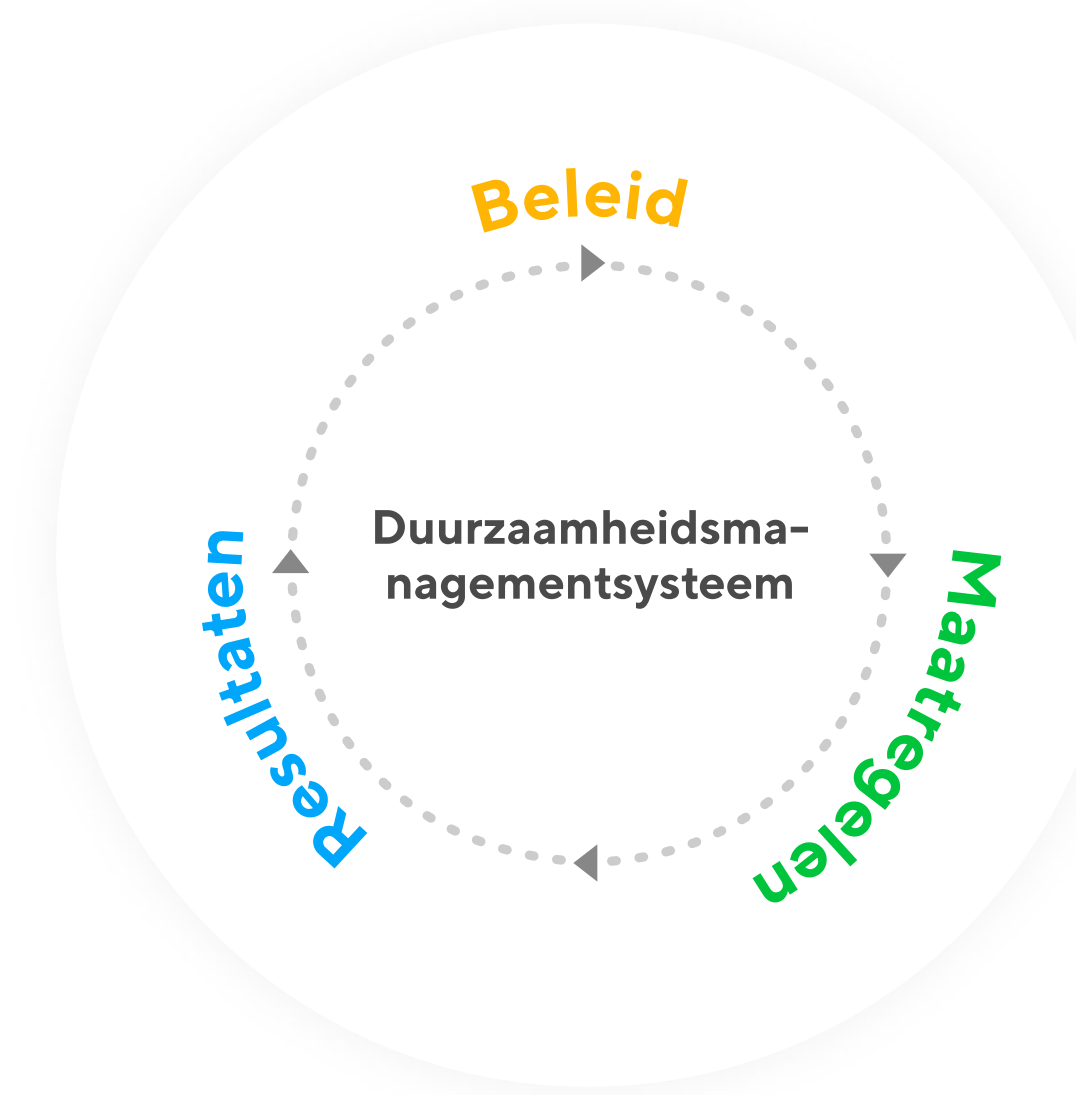 Beleid
Duurzaamheidsma-
nagementsysteem
Maatregelen
Resultaten